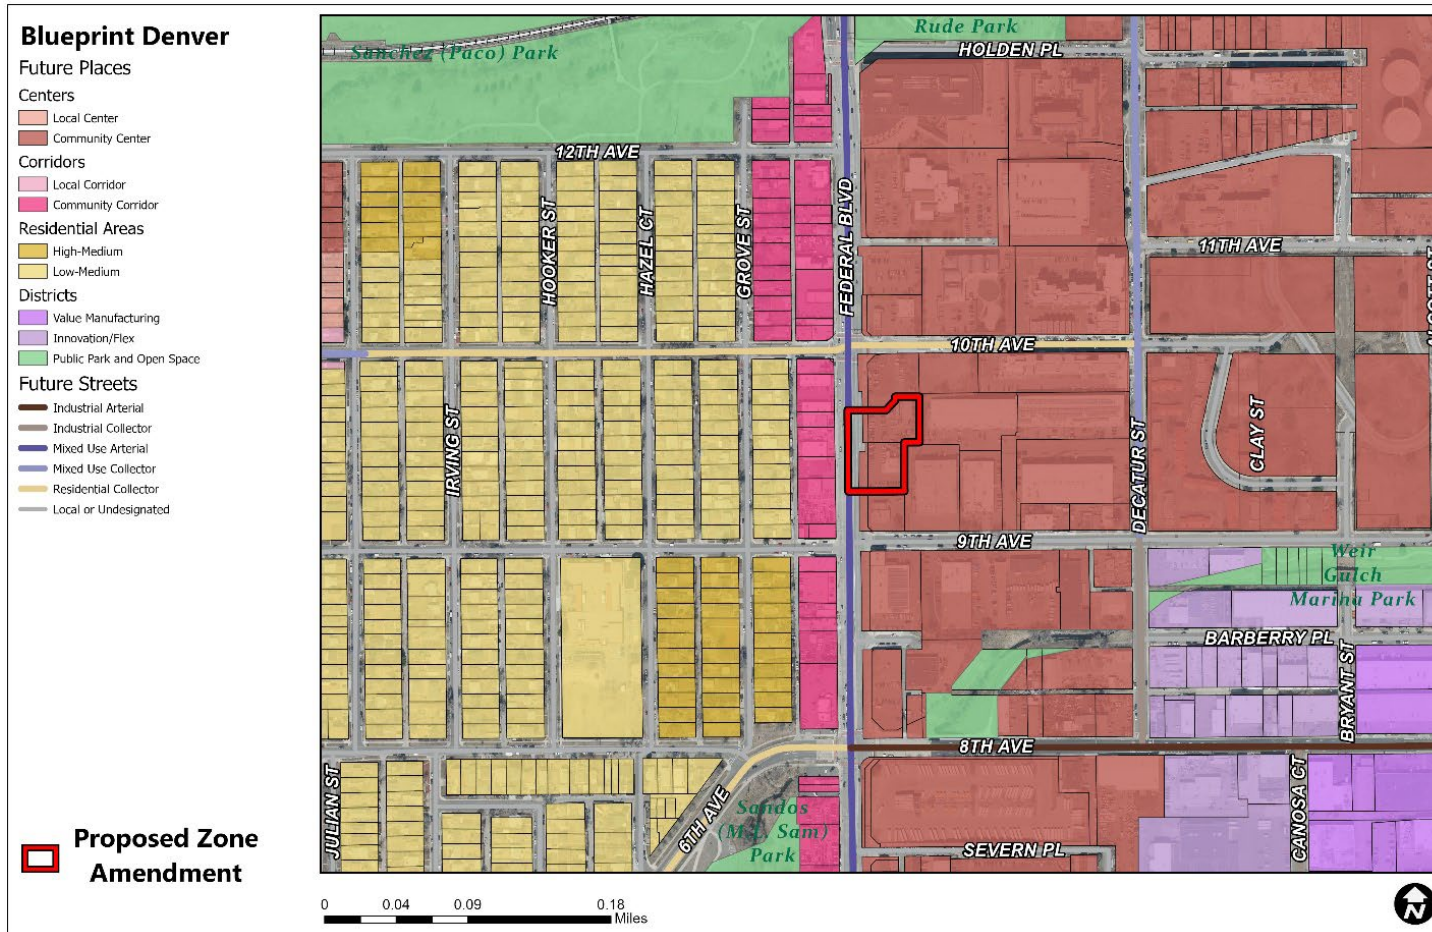 Blueprint Denver
Future Places
Centers
Local Center
Community Center
Corridors
Local Corridor
Community Corridor
Residential Areas
High-Medium
Low-Medium
Districts
Value Manufacturing
Innovation/Flex
Public Park and Open Space
Future Streets
Industrial Arterial
Industrial Collector
Mixed Use Arterial
Mixed Use Collector
Residential Collector
Local or Undesignated
Proposed Zone
Amendment
Sanchez (Paco) Park
Rude Park
HOLDEN PL
12TH AVE
HOOKER ST
HAZEL CT
GROVE ST
FEDERAL BLVD
11TH AVE
10TH AVE
IRVING ST
DECATUR ST
CLAY ST
9TH AVE
Weir
Gulch
Marina Park
BARBERRY PL
BRYANT ST
8TH AVE
JULIAN ST
6TH AVE
Sandos
(M.L. Sam)
Park
SEVERN PL
CANOSA CT
0 0.04 0.09 0.18
Miles
N